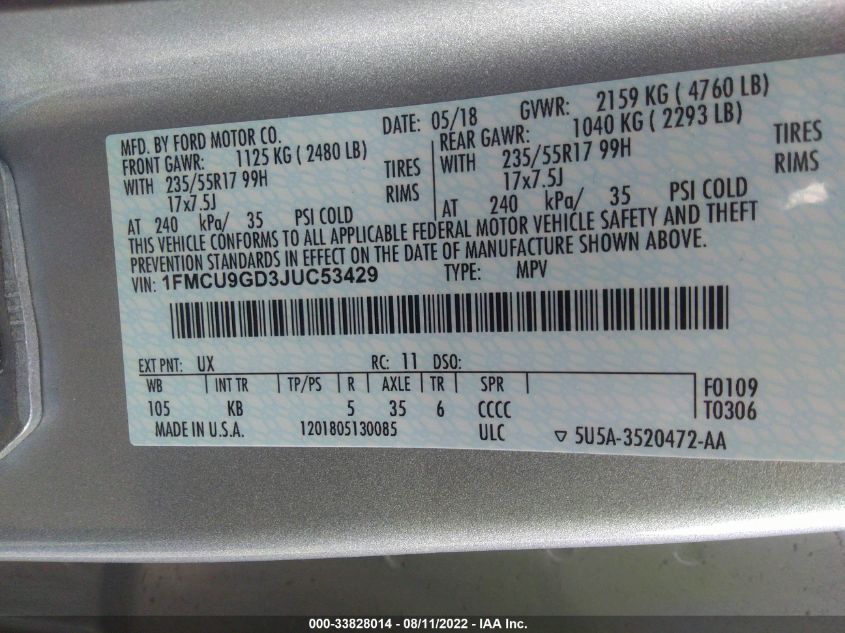 MFD. BY FORD MOTOR CO. DATE: 05/18 GVWR: 2159 KG ( 4760 LB)
FRONT GAWR: 1125 KG ( 2480 LB) REAR GAWR: 1040 KG ( 2293 LB)
WITH 235/55R17 99H TIRES WITH 235/55R17 99H TIRES
17x7.5J RIMS 17x7.5J RIMS
AT 240 kPa/ 35 PSI COLD AT 240 kPa/ 35 PSI COLD
THIS VEHICLE CONFORMS TO ALL APPLICABLE FEDERAL MOTOR VEHICLE SAFETY AND THEFT
PREVENTION STANDARDS IN EFFECT ON THE DATE OF MANUFACTURE SHOWN ABOVE.
VIN: 1FMCU9GD3JUC53429 TYPE: MPV
EXT PNT: UX RC: 11 DSO:
WB INT TR TP/PS R AXLE TR SPR F0109
105 KB 5 35 6 CCCC T0306
MADE IN U.S.A. 1201805130085 ULC ▽ 5U5A-3520472-AA
000-33828014 - 08/11/2022 - IAA Inc.